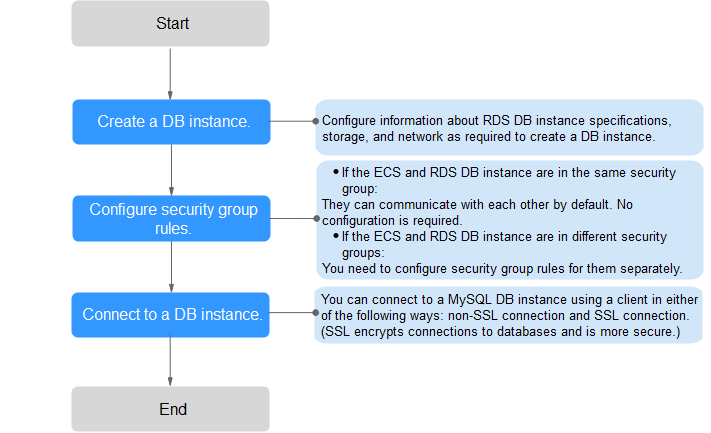 Start
Create a DB instance.
Configure information about RDS DB instance specifications,
storage, and network as required to create a DB instance.
Configure security group
rules.
• If the ECS and RDS DB instance are in the same security
group:
They can communicate with each other by default. No
configuration is required.
• If the ECS and RDS DB instance are in different security
groups:
You need to configure security group rules for them separately.
Connect to a DB instance.
You can connect to a MySQL DB instance using a client in either
of the following ways: non-SSL connection and SSL connection.
(SSL encrypts connections to databases and is more secure.)
End